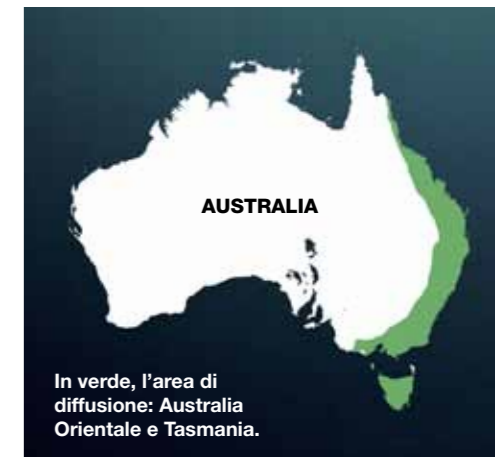 AUSTRALIA
In verde, l’area di
diffusione: Australia
Orientale e Tasmania.